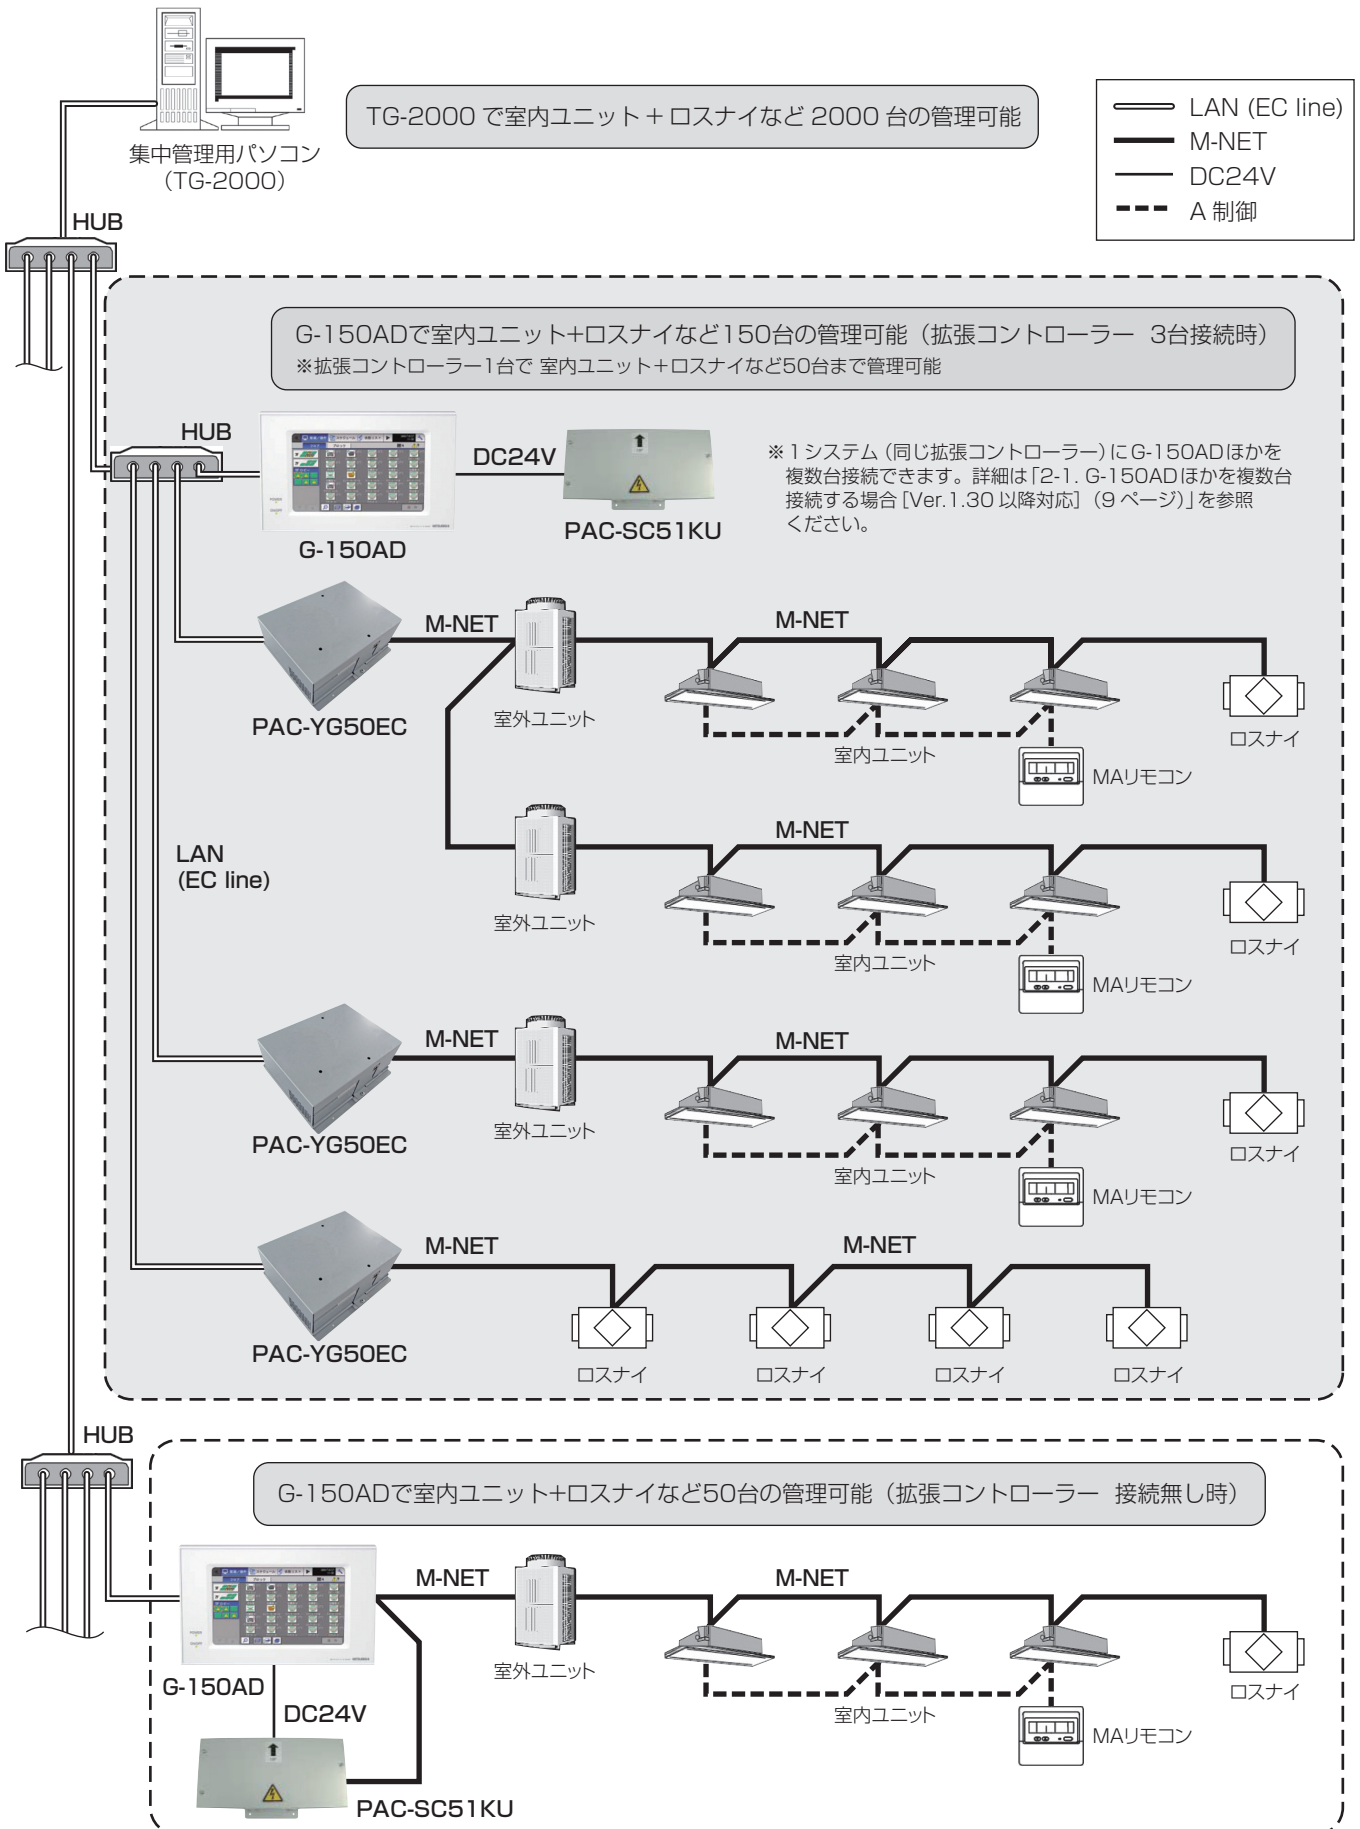 集中管理用パソコン
（TG-2000）
TG-2000 で室内ユニット + ロスナイなど 2000 台の管理可能
LAN (EC line)
M-NET
DC24V
A 制御
HUB
G-150ADで室内ユニット+ロスナイなど150台の管理可能（拡張コントローラー 3台接続時）
※拡張コントローラー1台で 室内ユニット＋ロスナイなど50台まで管理可能
HUB
DC24V
G-150AD
PAC-SC51KU
※ 1システム（同じ拡張コントローラー）にG-150ADほかを
複数台接続できます。詳細は「2-1. G-150ADほかを複数台
接続する場合［Ver.1.30 以降対応］（9 ページ）」を参照
ください。
M-NET
M-NET
PAC-YG50EC
室外ユニット
室内ユニット
MAリモコン
ロスナイ
LAN
(EC line)
M-NET
室外ユニット
室内ユニット
MAリモコン
ロスナイ
M-NET
M-NET
PAC-YG50EC
室外ユニット
室内ユニット
MAリモコン
ロスナイ
M-NET
M-NET
PAC-YG50EC
ロスナイ
ロスナイ
ロスナイ
ロスナイ
HUB
G-150ADで室内ユニット+ロスナイなど50台の管理可能（拡張コントローラー 接続無し時）
M-NET
M-NET
G-150AD
DC24V
PAC-SC51KU
室外ユニット
室内ユニット
MAリモコン
ロスナイ